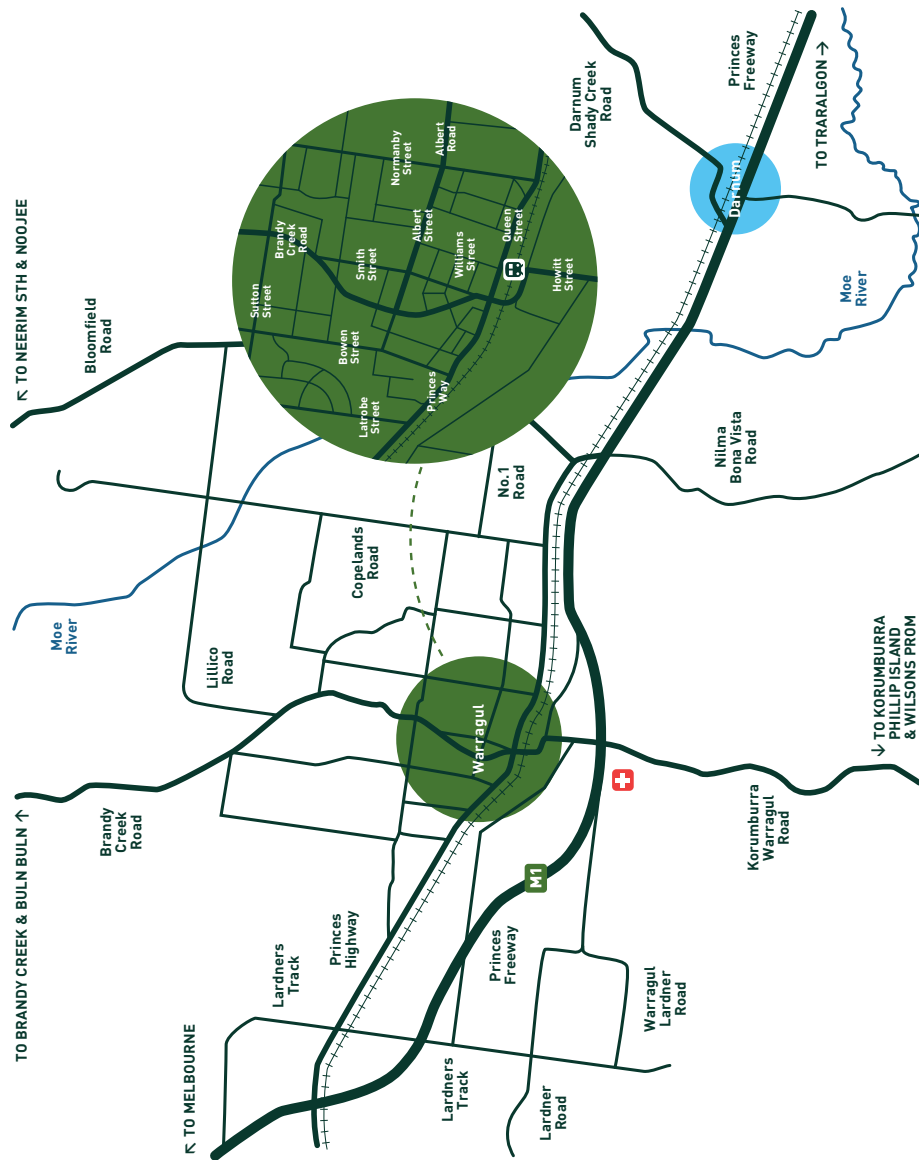 ↖ TO MELBOURNE
TO BRANDY CREEK & BULN BULN ↑
↖ TO NEERIM STH & NOOJEE
Brandy
Creek
Road
Moe
River
Bloomfield
Road
Lillico
Road
Lardners
Track
Princes
Highway
Copelands
Road
Sutton
Street
Brandy
Creek
Road
Bowen
Street
Smith
Street
Latrobe
Street
Normanby
Street
Albert
Street
Albert
Road
Princes
Way
Williams
Street
Queen
Street
Howitt
Street
Lardners
Track
Princes
Freeway
M1
Warragul
No.1
Road
Darnum
Shady Creek
Road
Lardner
Road
Warragul
Lardner
Road
Korumburra
Warragul
Road
Nilma
Bona Vista
Road
Darnum
Princes
Freeway
Moe
River
TO TRARALGON →
↓ TO KORUMBURRA
PHILLIP ISLAND
& WILSONS PROM